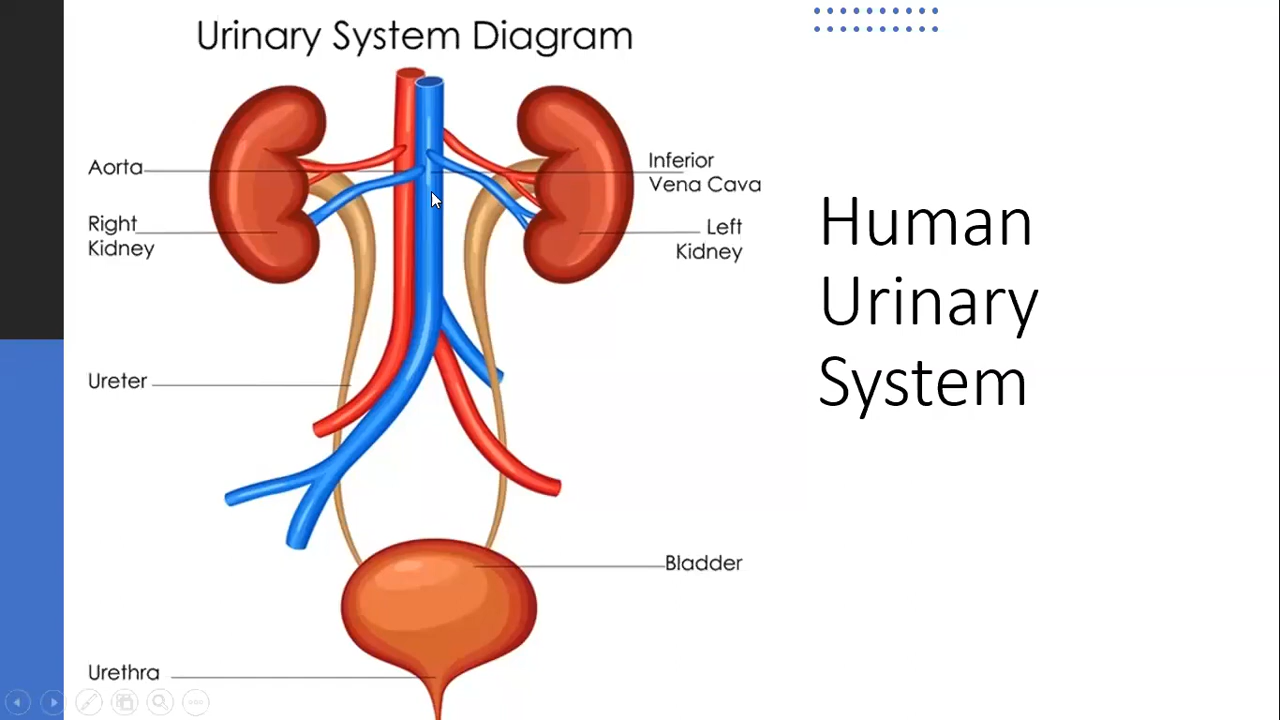 Urinary System Diagram
Aorta
Right
Kidney
Ureter
Urethra
Inferior
Vena Cava
Left
Kidney
Bladder
Human
Urinary
System